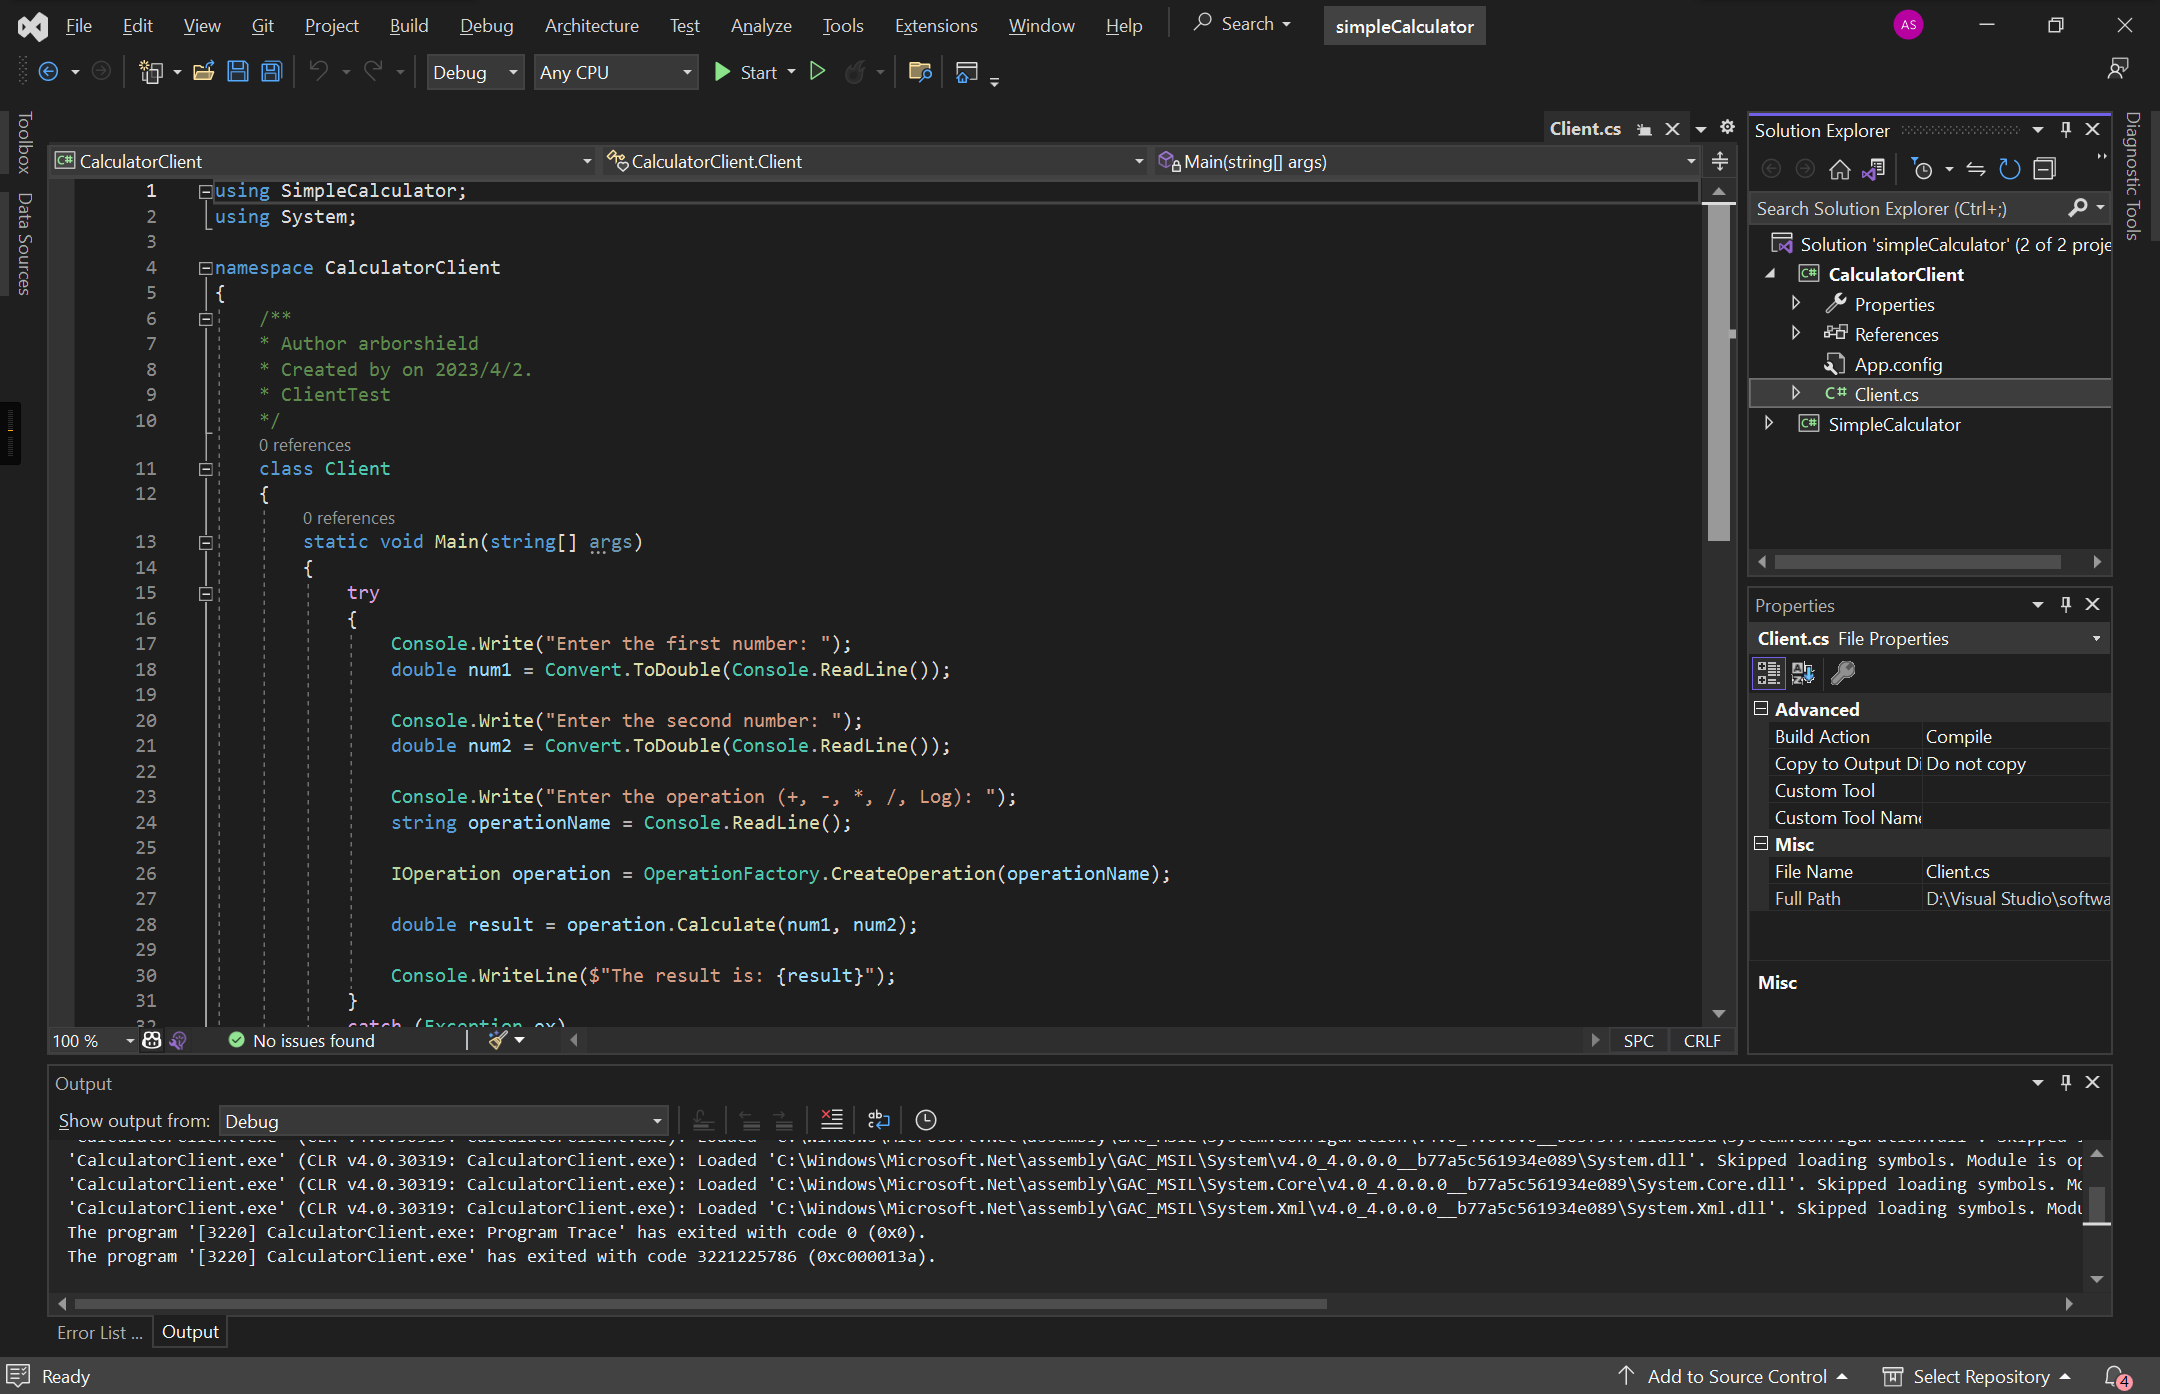 File Edit View Git Project Build Debug Architecture Test Analyze Tools Extensions Window Help Search simpleCalculator AS
Debug Any CPU Start
Toolbox
Data Sources
Client.cs
CalculatorClient CalculatorClient.Client Main(string[] args)
1 using SimpleCalculator;
2 using System;
3
4 namespace CalculatorClient
5 {
6 /**
7 * Author arborshield
8 * Created by on 2023/4/2.
9 * ClientTest
10 */
0 references
11 class Client
12 {
0 references
13 static void Main(string[] args)
14 {
15 try
16 {
17 Console.Write("Enter the first number: ");
18 double num1 = Convert.ToDouble(Console.ReadLine());
19
20 Console.Write("Enter the second number: ");
21 double num2 = Convert.ToDouble(Console.ReadLine());
22
23 Console.Write("Enter the operation (+, -, *, /, Log): ");
24 string operationName = Console.ReadLine();
25
26 IOperation operation = OperationFactory.CreateOperation(operationName);
27
28 double result = operation.Calculate(num1, num2);
29
30 Console.WriteLine($"The result is: {result}");
31 }
32 catch (Exception ex)
100 % No issues found SPC CRLF
Solution Explorer
Search Solution Explorer (Ctrl+;)
Solution 'simpleCalculator' (2 of 2 proje
C# CalculatorClient
Properties
References
App.config
C# Client.cs
C# SimpleCalculator
Diagnostic Tools
Properties
Client.cs File Properties
Advanced
Build Action Compile
Copy to Output Di Do not copy
Custom Tool
Custom Tool Name
Misc
File Name Client.cs
Full Path D:\Visual Studio\softwa
Misc
Output
Show output from: Debug
'CalculatorClient.exe' (CLR v4.0.30319: CalculatorClient.exe): Loaded 'C:\Windows\Microsoft.Net\assembly\GAC_MSIL\System\v4.0_4.0.0.0__b77a5c561934e089\System.dll'. Skipped loading symbols. Module is op
'CalculatorClient.exe' (CLR v4.0.30319: CalculatorClient.exe): Loaded 'C:\Windows\Microsoft.Net\assembly\GAC_MSIL\System.Core\v4.0_4.0.0.0__b77a5c561934e089\System.Core.dll'. Skipped loading symbols. Mo
'CalculatorClient.exe' (CLR v4.0.30319: CalculatorClient.exe): Loaded 'C:\Windows\Microsoft.Net\assembly\GAC_MSIL\System.Xml\v4.0_4.0.0.0__b77a5c561934e089\System.Xml.dll'. Skipped loading symbols. Modu
The program '[3220] CalculatorClient.exe: Program Trace' has exited with code 0 (0x0).
The program '[3220] CalculatorClient.exe' has exited with code 3221225786 (0xc000013a).
Error List ... Output
Ready Add to Source Control Select Repository 4